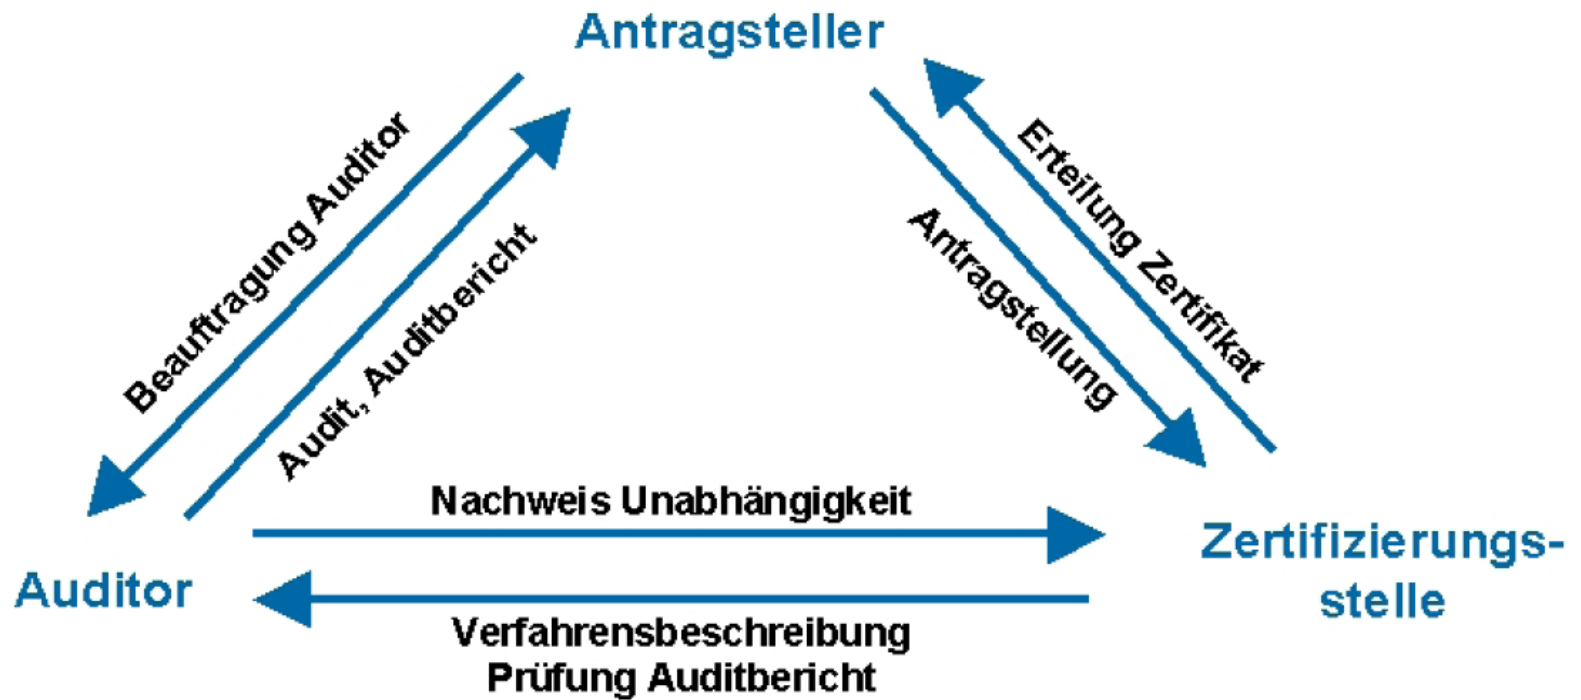 Antragsteller
Beauftragung Auditor
Audit, Auditbericht
Erteilung Zertifikat
Antragstellung
Nachweis Unabhängigkeit
Auditor
Zertifizierungs-
stelle
Verfahrensbeschreibung
Prüfung Auditbericht